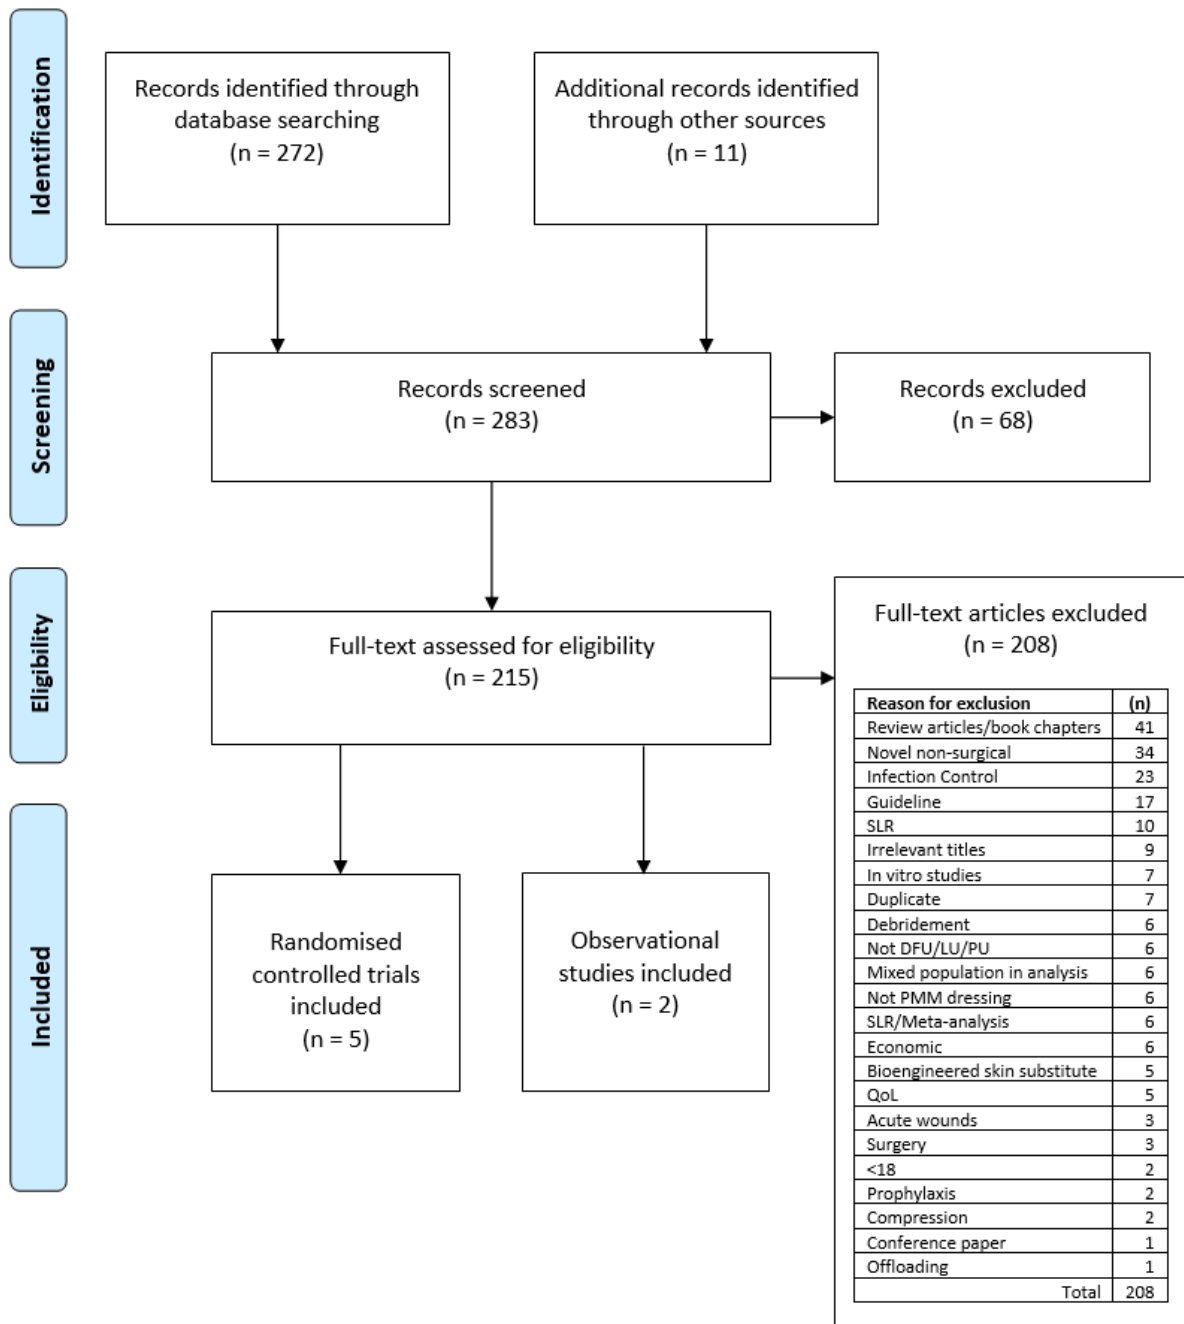 Identification
Records identified through
database searching
(n = 272)
Additional records identified
through other sources
(n = 11)
Screening
Records screened
(n = 283)
Records excluded
(n = 68)
Eligibility
Full-text assessed for eligibility
(n = 215)
Full-text articles excluded
(n = 208)
Reason for exclusion (n)
Review articles/book chapters 41
Novel non-surgical 34
Infection Control 23
Guideline 17
SLR 10
Irrelevant titles 9
In vitro studies 7
Duplicate 7
Debridement 6
Not DFU/LU/PU 6
Mixed population in analysis 6
Not PMM dressing 6
SLR/Meta-analysis 6
Economic 6
Bioengineered skin substitute 5
QoL 5
Acute wounds 3
Surgery 3
<18 2
Prophylaxis 2
Compression 2
Conference paper 1
Offloading 1
Total 208
Included
Randomised
controlled trials
included
(n = 5)
Observational
studies included
(n = 2)